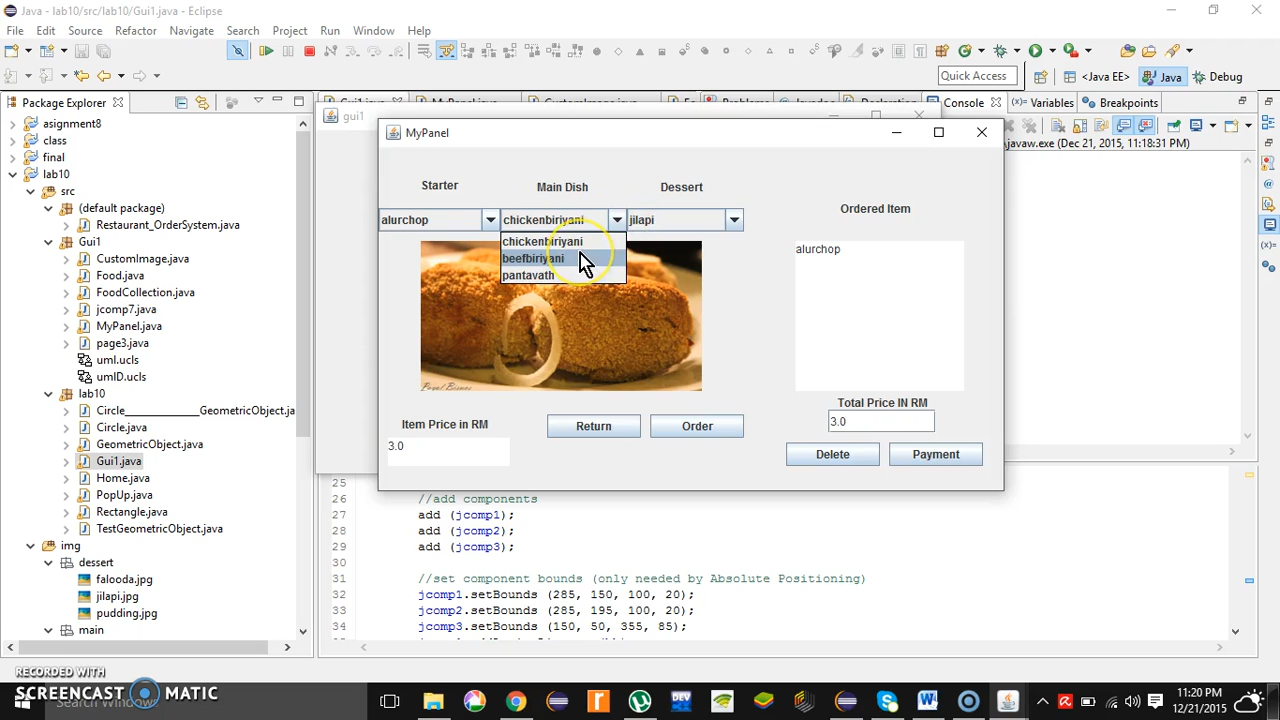 Java - lab10/src/lab10/Gui1.java - Eclipse
File Edit Source Refactor Navigate Search Project Run Window Help
Quick Access
<Java EE>
Java
Debug
Package Explorer
asignment8
class
final
lab10
src
(default package)
Restaurant_OrderSystem.java
Gui1
CustomImage.java
Food.java
FoodCollection.java
jcomp7.java
MyPanel.java
page3.java
uml.ucls
umlD.ucls
lab10
Circle_____________GeometricObject.ja
Circle.java
GeometricObject.java
Gui1.java
Home.java
PopUp.java
Rectangle.java
TestGeometricObject.java
img
dessert
falooda.jpg
jilapi.jpg
pudding.jpg
main
Console
Variables
Breakpoints
javaw.exe (Dec 21, 2015, 11:18:31 PM)
gui1
MyPanel
Starter
Main Dish
Dessert
alurchop
chickenbiriyani
jilapi
chickenbiriyani
beefbiriyani
pantavath
Ordered Item
alurchop
Item Price in RM
3.0
Return
Order
Total Price IN RM
3.0
Delete
Payment
25
26 //add components
27 add (jcomp1);
28 add (jcomp2);
29 add (jcomp3);
30
31 //set component bounds (only needed by Absolute Positioning)
32 jcomp1.setBounds (285, 150, 100, 20);
33 jcomp2.setBounds (285, 195, 100, 20);
34 jcomp3.setBounds (150, 50, 355, 85);
RECORDED WITH
SCREENCAST MATIC
Search Windows
DEV
11:20 PM
12/21/2015